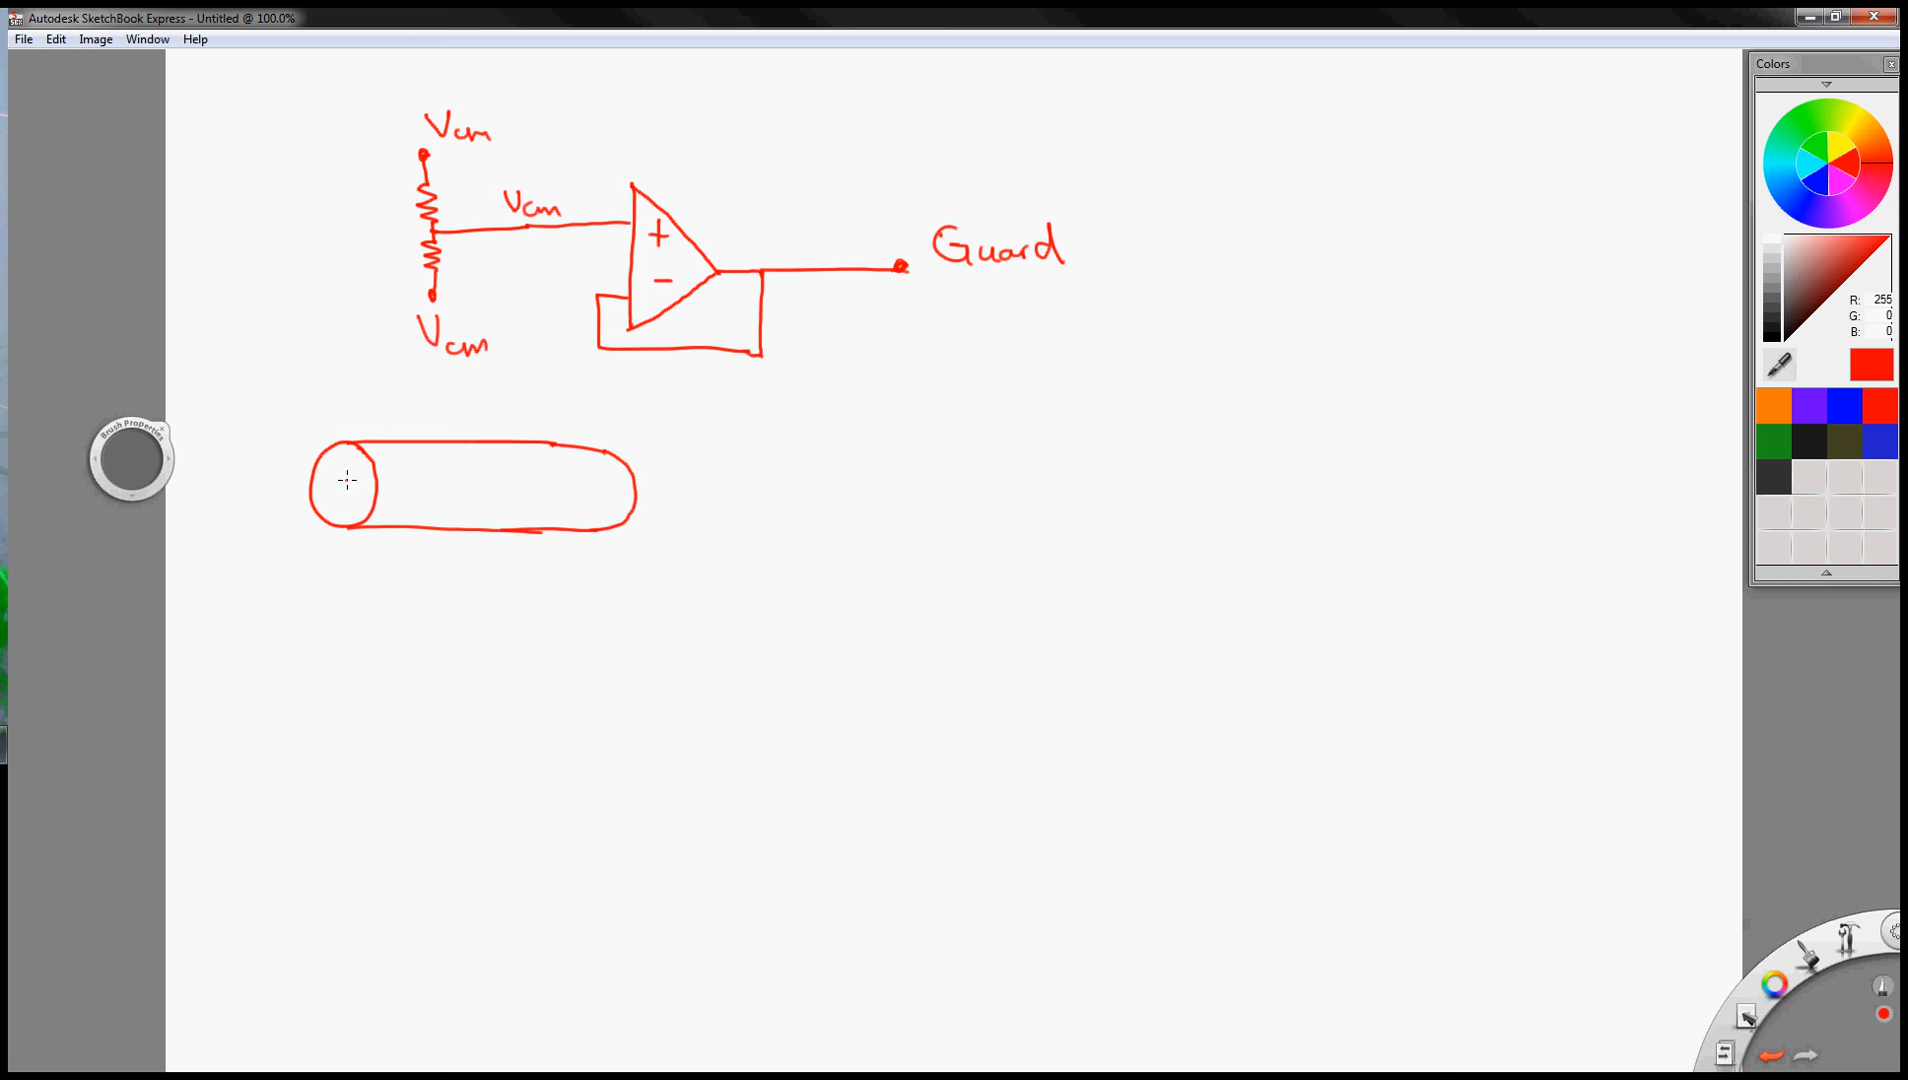 Autodesk SketchBook Express - Untitled @ 100.0%
File Edit Image Window Help
Colors
Vcm
Vcm
+
-
Guard
Vcm
R: 255
G: 0
B: 0
Brush Properties